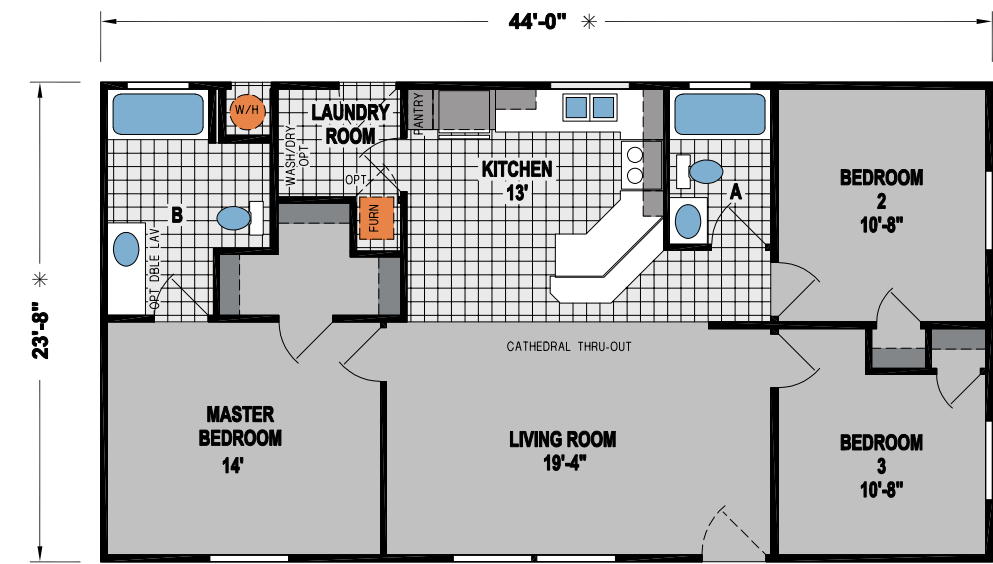 44'-0" ✳
23'-8" ✳
W/H
LAUNDRY
ROOM
WASH/DRY
OPT
OPT
PANTRY
KITCHEN
13'
FURN
A
B
OPT DBLE LAV
BEDROOM
2
10'-8"
CATHEDRAL THRU-OUT
MASTER
BEDROOM
14'
LIVING ROOM
19'-4"
BEDROOM
3
10'-8"